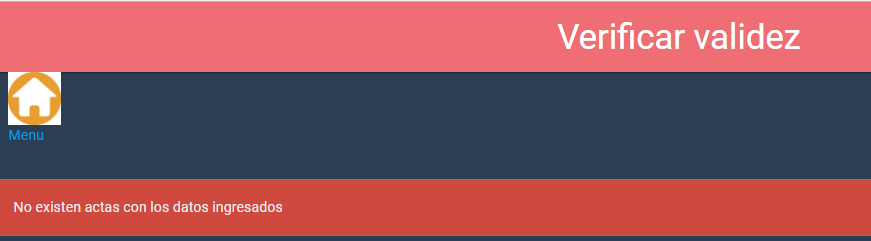 Verificar validez
Menu
No existen actas con los datos ingresados